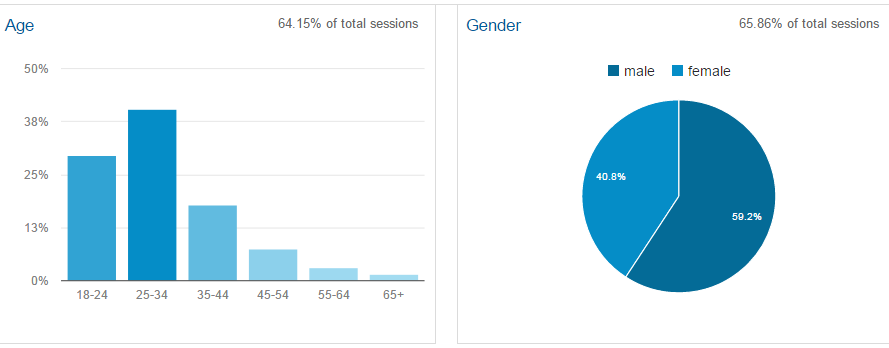 Age
64.15% of total sessions
50%
38%
25%
13%
0%
18-24
25-34
35-44
45-54
55-64
65+
Gender
65.86% of total sessions
male
female
40.8%
59.2%